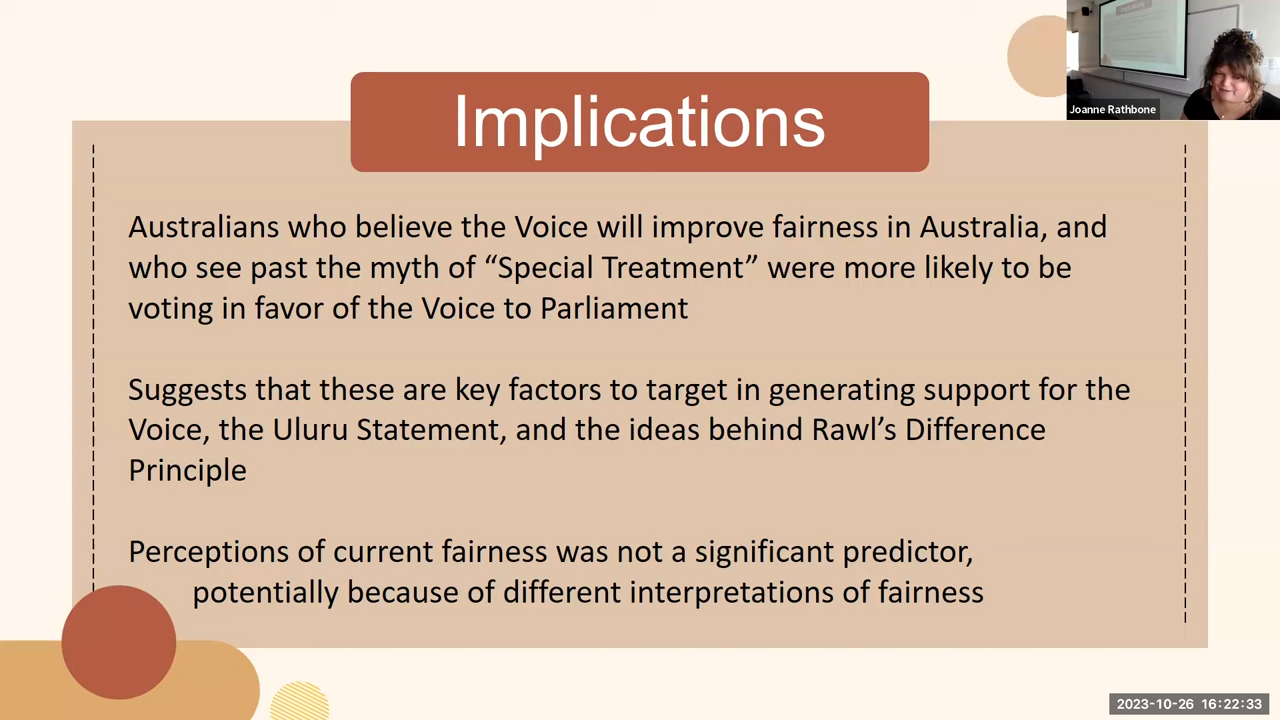 Implications
Joanne Rathbone
Australians who believe the Voice will improve fairness in Australia, and
who see past the myth of “Special Treatment” were more likely to be
voting in favor of the Voice to Parliament
Suggests that these are key factors to target in generating support for the
Voice, the Uluru Statement, and the ideas behind Rawl’s Difference
Principle
Perceptions of current fairness was not a significant predictor,
potentially because of different interpretations of fairness
2023-10-26 16:22:33